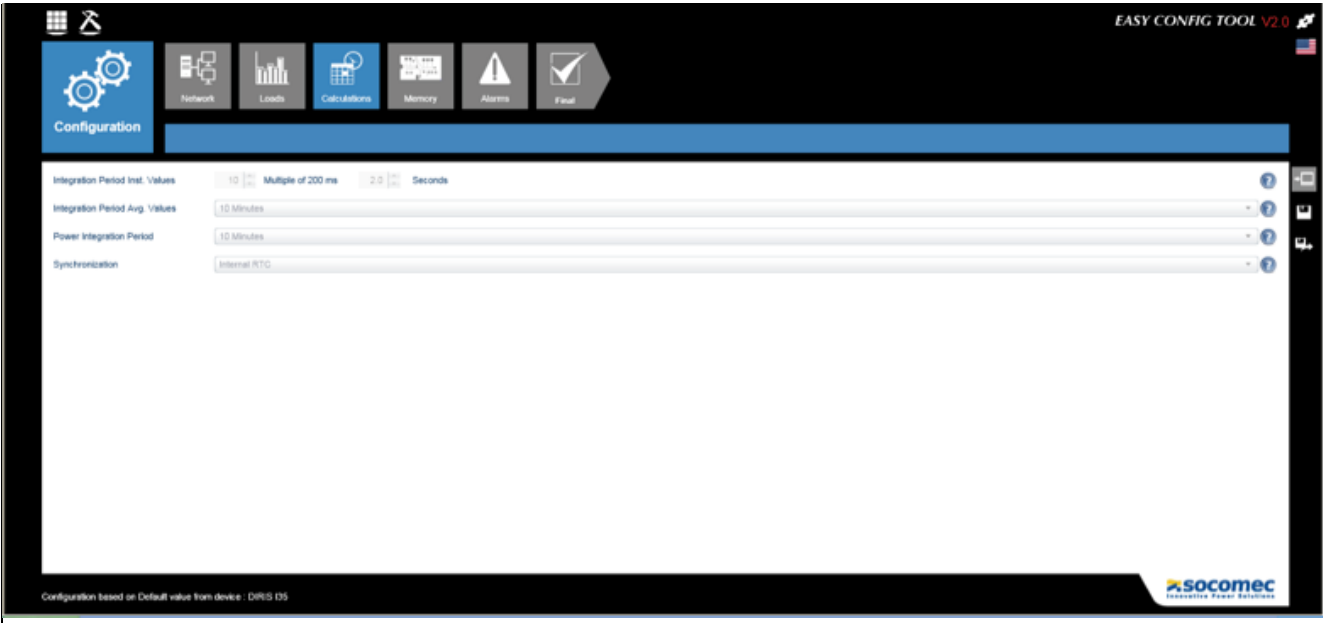 EASY CONFIG TOOL V2.0
Network Loads Calculations Memory Alarms Final
Configuration
Integration Period Inst. Values 10 Multiple of 200 ms 2.0 Seconds
Integration Period Avg. Values 10 Minutes
Power Integration Period 10 Minutes
Synchronization Internal RTC
socomec
Innovative Power Solutions
Configuration based on Default value from device : DIRIS I35